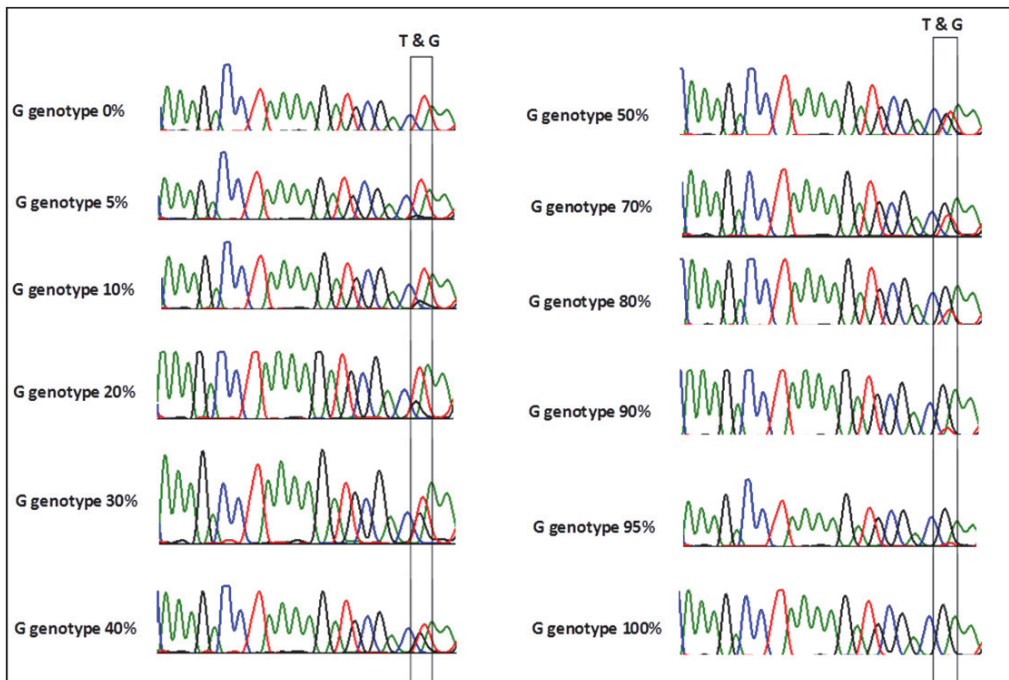 T & G
G genotype 0%
G genotype 5%
G genotype 10%
G genotype 20%
G genotype 30%
G genotype 40%
T & G
G genotype 50%
G genotype 70%
G genotype 80%
G genotype 90%
G genotype 95%
G genotype 100%